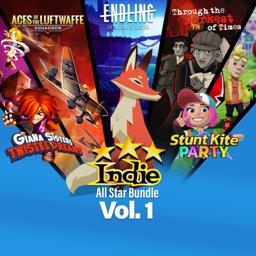 ACES OF THE LUFTWAFFE
SQUADRON
ENDLING
Through the
Darkest
of Times
GIANA SISTERS
TWISTED DREAMS
Stunt Kite
PARTY
Indie
All Star Bundle
Vol. 1